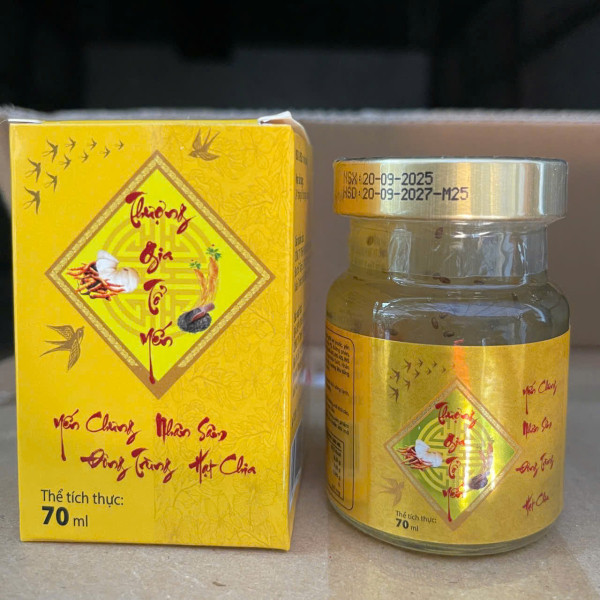 Thượng
Gia
Tổ
Yến
Yến Chưng Nhân Sâm
Đông Trùng Hạt Chia
Thể tích thực:
70 ml
NSX:20-09-2025
HSD:20-09-2027-M25
Thượng
Gia
Tổ
Yến
Yến Chưng
Nhân Sâm
Đông Trùng
Hạt Chia
Thể tích thực:
70 ml